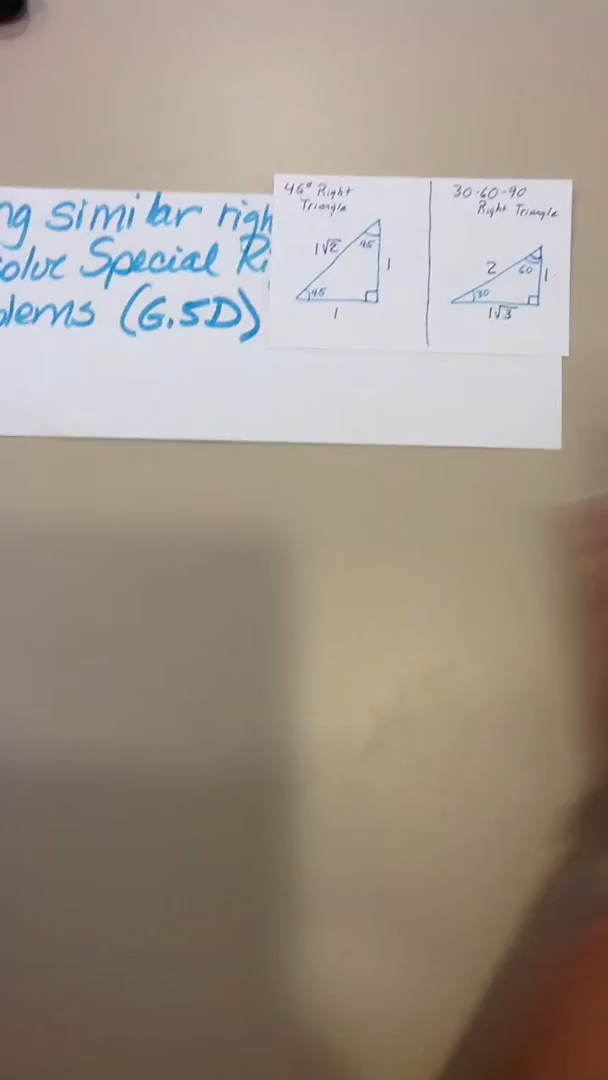 ng similar righ
olve Special Ri
blems (G.5D)
45° Right
Triangle
1√2
45
1
45
1
30-60-90
Right Triangle
2
60
1
30
1√3